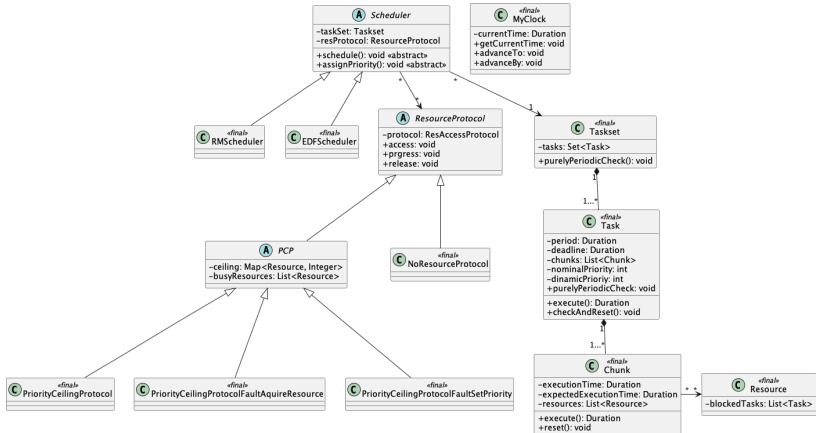 A Scheduler
-taskSet: Taskset
-resProtocol: ResourceProtocol
+schedule(): void «abstract»
+assignPriority(): void «abstract»
«final»
C MyClock
-currentTime: Duration
+getCurrentTime: void
+advanceTo: void
+advanceBy: void
* * * 1
«final»
C RMScheduler
«final»
C EDFScheduler
A ResourceProtocol
-protocol: ResAccessProtocol
+access: void
+prgress: void
+release: void
«final»
C Taskset
-tasks: Set<Task>
+purelyPeriodicCheck(): void
1
1...*
A PCP
-ceiling: Map<Resource, Integer>
-busyResources: List<Resource>
«final»
C NoResourceProtocol
«final»
C Task
-period: Duration
-deadline: Duration
-chunks: List<Chunk>
-nominalPriority: int
-dinamicPrioriy: int
+purelyPeriodicCheck: void
+execute(): Duration
+checkAndReset(): void
1
1...*
«final»
C PriorityCeilingProtocol
«final»
C PriorityCeilingProtocolFaultAquireResource
«final»
C PriorityCeilingProtocolFaultSetPriority
«final»
C Chunk
-executionTime: Duration
-expectedExecutionTime: Duration
-resources: List<Resource>
+execute(): Duration
+reset(): void
* *
«final»
C Resource
-blockedTasks: List<Task>